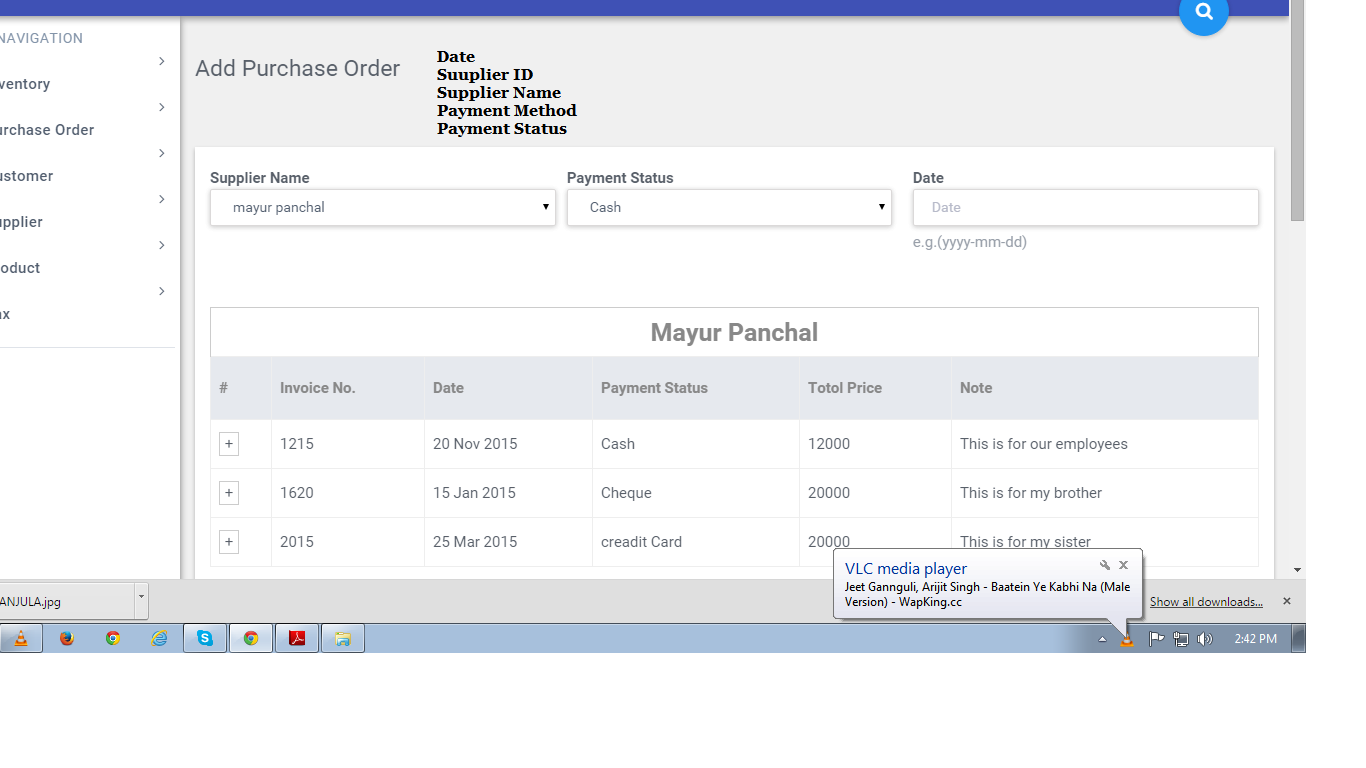 NAVIGATION
ventory
urchase Order
ustomer
upplier
oduct
ax
Add Purchase Order
Date
Suuplier ID
Supplier Name
Payment Method
Payment Status
Supplier Name Payment Status Date
mayur panchal Cash Date
e.g.(yyyy-mm-dd)
Mayur Panchal
# Invoice No. Date Payment Status Totol Price Note
+ 1215 20 Nov 2015 Cash 12000 This is for our employees
+ 1620 15 Jan 2015 Cheque 20000 This is for my brother
+ 2015 25 Mar 2015 creadit Card 20000 This is for my sister
VLC media player
Jeet Gannguli, Arijit Singh - Baatein Ye Kabhi Na (Male
Version) - WapKing.cc
ANJULA.jpg
Show all downloads...
2:42 PM